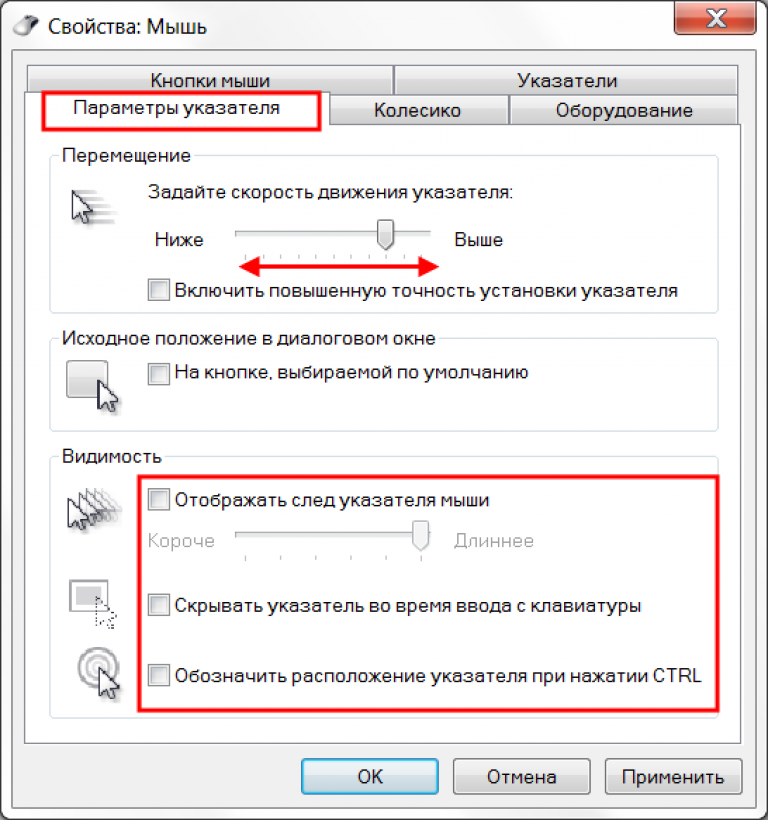 Свойства: Мышь
Кнопки мыши
Указатели
Параметры указателя
Колесико
Оборудование
Перемещение
Задайте скорость движения указателя:
Ниже
Выше
Включить повышенную точность установки указателя
Исходное положение в диалоговом окне
На кнопке, выбираемой по умолчанию
Видимость
Отображать след указателя мыши
Короче
Длиннее
Скрывать указатель во время ввода с клавиатуры
Обозначить расположение указателя при нажатии CTRL
OK
Отмена
Применить